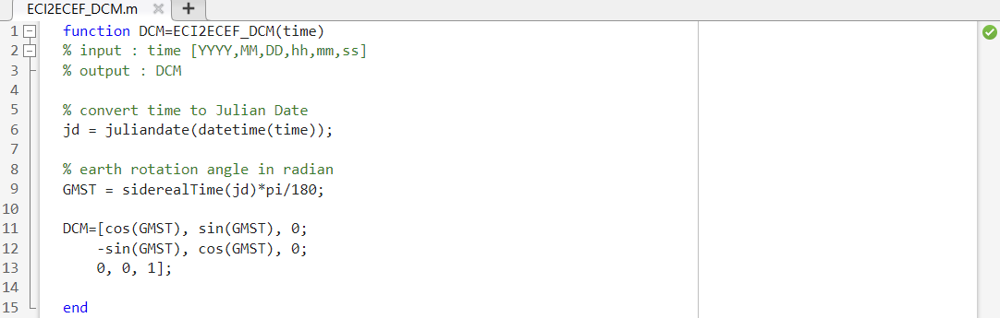 ECI2ECEF_DCM.m
1 function DCM=ECI2ECEF_DCM(time)
2 % input : time [YYYY,MM,DD,hh,mm,ss]
3 % output : DCM
4
5 % convert time to Julian Date
6 jd = juliandate(datetime(time));
7
8 % earth rotation angle in radian
9 GMST = siderealTime(jd)*pi/180;
10
11 DCM=[cos(GMST), sin(GMST), 0;
12 -sin(GMST), cos(GMST), 0;
13 0, 0, 1];
14
15 end